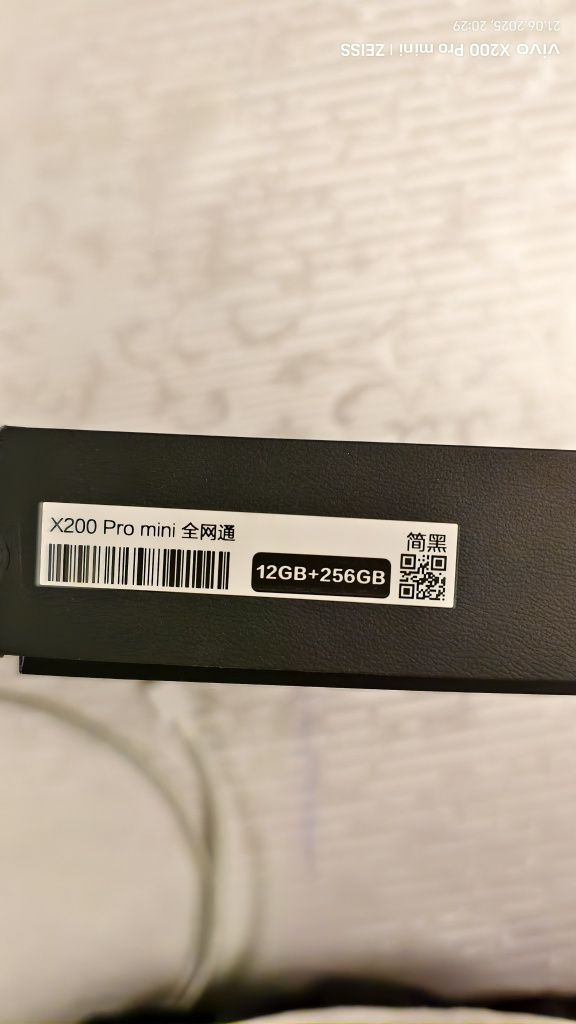 21.06.2025, 20:29
vivo X200 Pro mini | ZEISS
X200 Pro mini 全网通
简黑
12GB+256GB